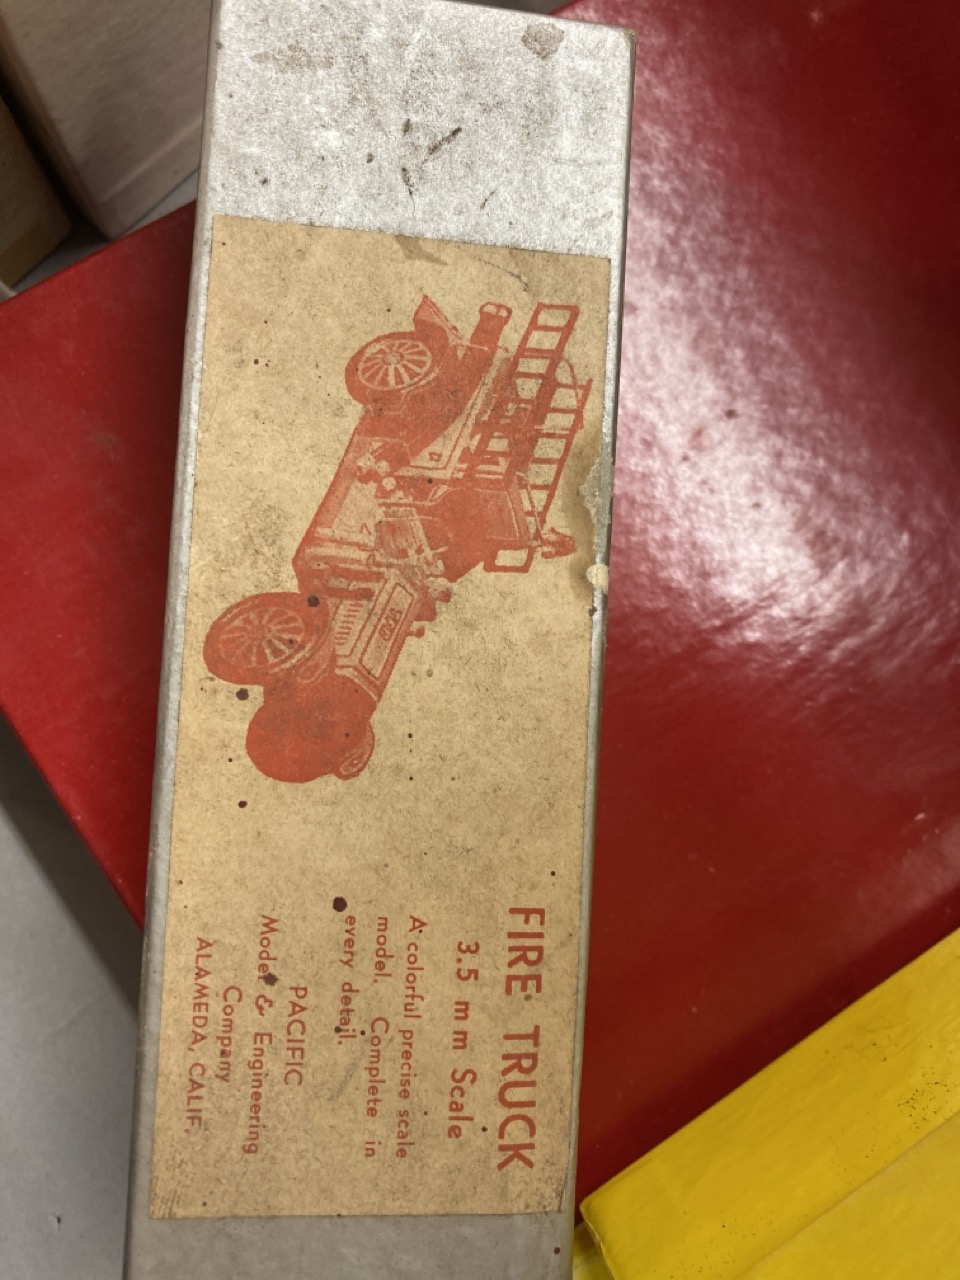 FIRE TRUCK
3.5 mm Scale
A colorful precise scale
model. Complete in
every detail.
PACIFIC
Model & Engineering
Company
ALAMEDA, CALIF.